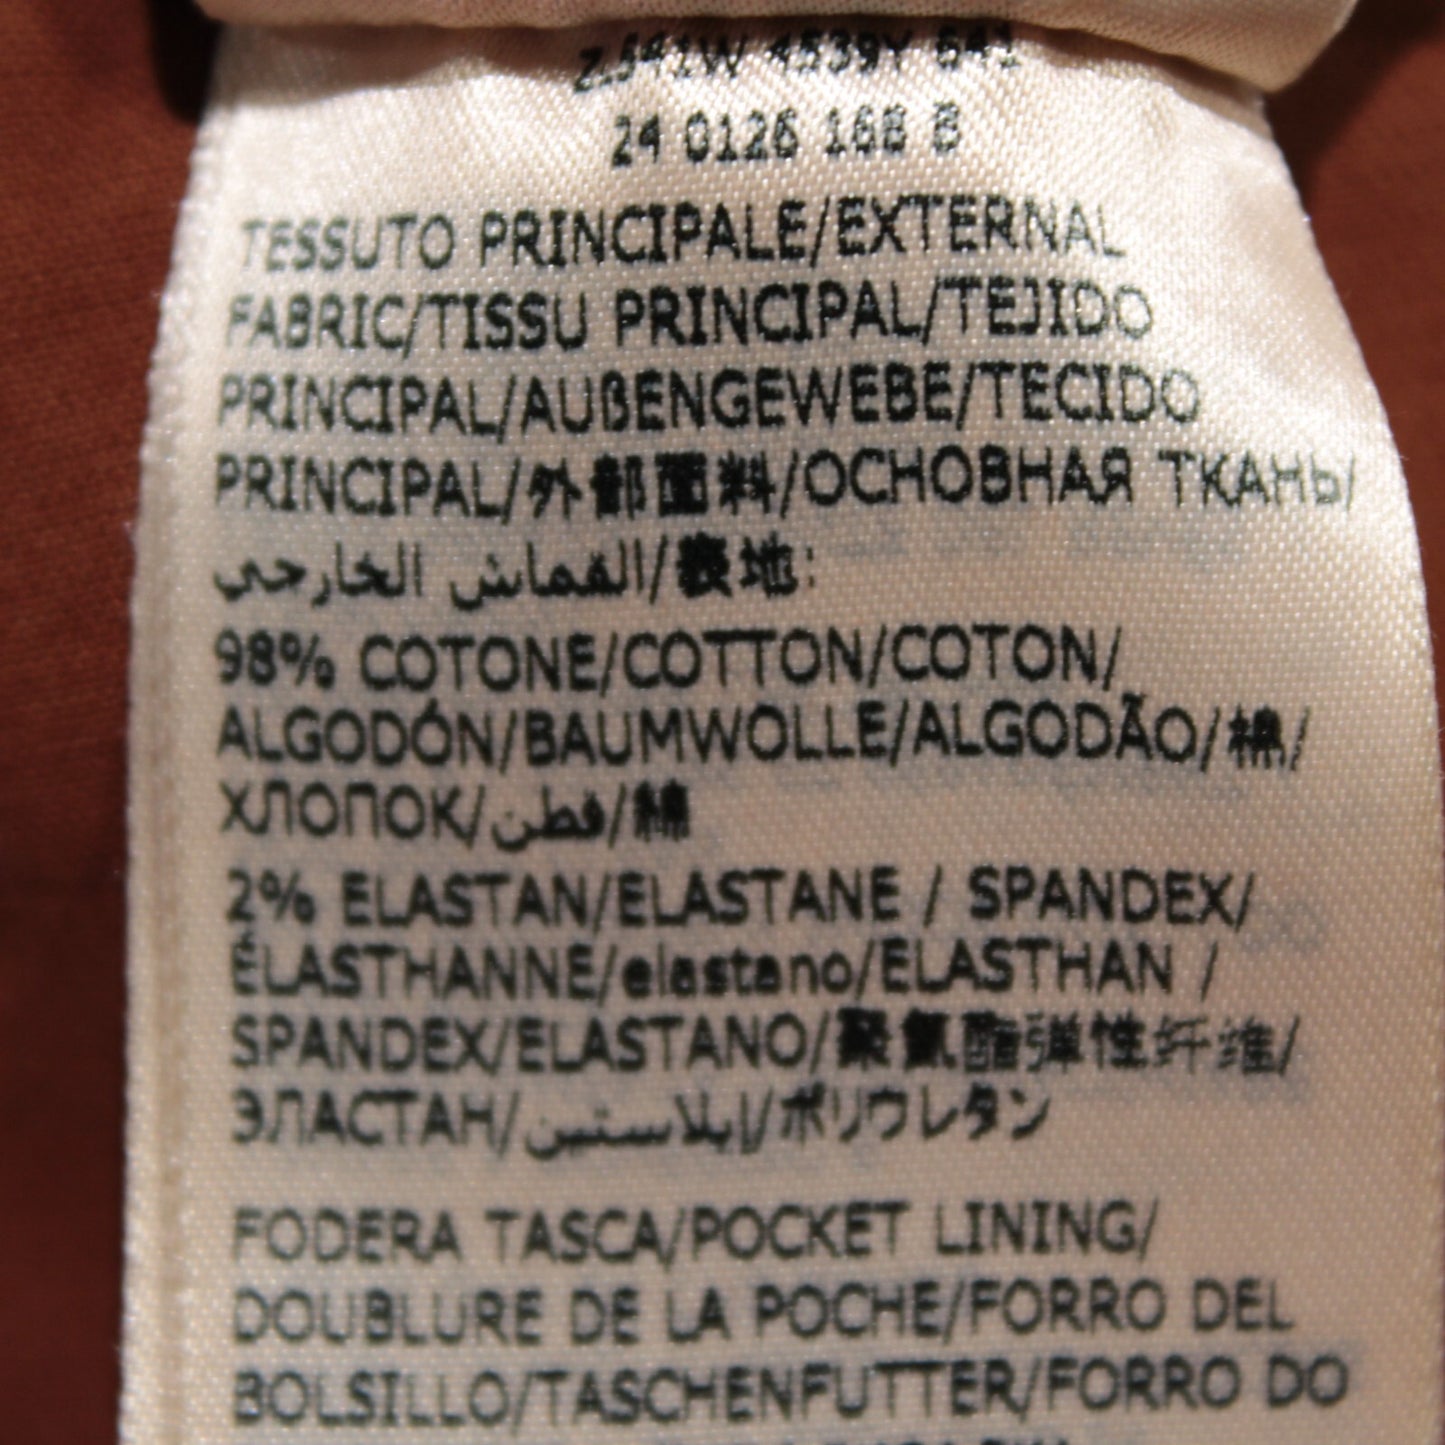 24 0126 168 B
TESSUTO PRINCIPALE/EXTERNAL
FABRIC/TISSU PRINCIPAL/TEJIDO
PRINCIPAL/AUßENGEWEBE/TECIDO
PRINCIPAL/外部面料/ОСНОВНАЯ ТКАНЬ/
القماش الخارجي/表地:
98% COTONE/COTTON/COTON/
ALGODÓN/BAUMWOLLE/ALGODÃO/棉/
ХЛОПОК/قطن/綿
2% ELASTAN/ELASTANE / SPANDEX/
ÉLASTHANNE/elastano/ELASTHAN /
SPANDEX/ELASTANO/聚氨酯弹性纤维/
ЭЛАСТАН/إيلاستين/ポリウレタン
FODERA TASCA/POCKET LINING/
DOUBLURE DE LA POCHE/FORRO DEL
BOLSILLO/TASCHENFUTTER/FORRO DO